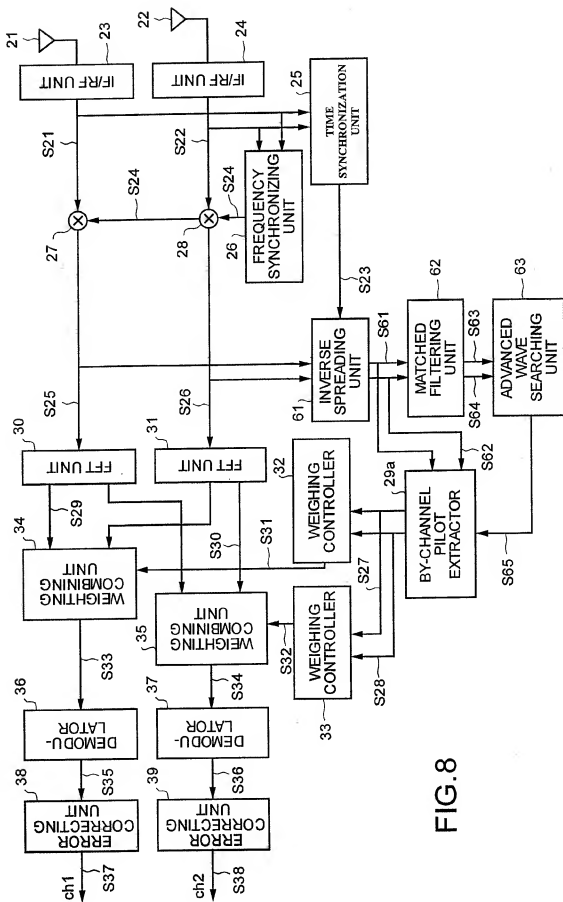 21
22
23
IF/RF UNIT
24
IF/RF UNIT
25
TIME
SYNCHRONIZATION
UNIT
S21
S22
S24
S24
26
FREQUENCY
SYNCHRONIZING
UNIT
27
28
S23
62
63
61
INVERSE
SPREADING
UNIT
S61
MATCHED
FILTERING
UNIT
S63
S64
ADVANCED
WAVE
SEARCHING
UNIT
S25
S26
S62
30
FFT UNIT
31
FFT UNIT
32
WEIGHING
CONTROLLER
29a
BY-CHANNEL
PILOT
EXTRACTOR
S65
S29
S30
S31
S27
S28
34
WEIGHTING
COMBINING
UNIT
35
WEIGHTING
COMBINING
UNIT
S32
WEIGHING
CONTROLLER
33
S33
S34
36
DEMODU-
LATOR
37
DEMODU-
LATOR
S35
S36
38
ERROR
CORRECTING
UNIT
39
ERROR
CORRECTING
UNIT
ch1
S37
ch2
S38
FIG.8